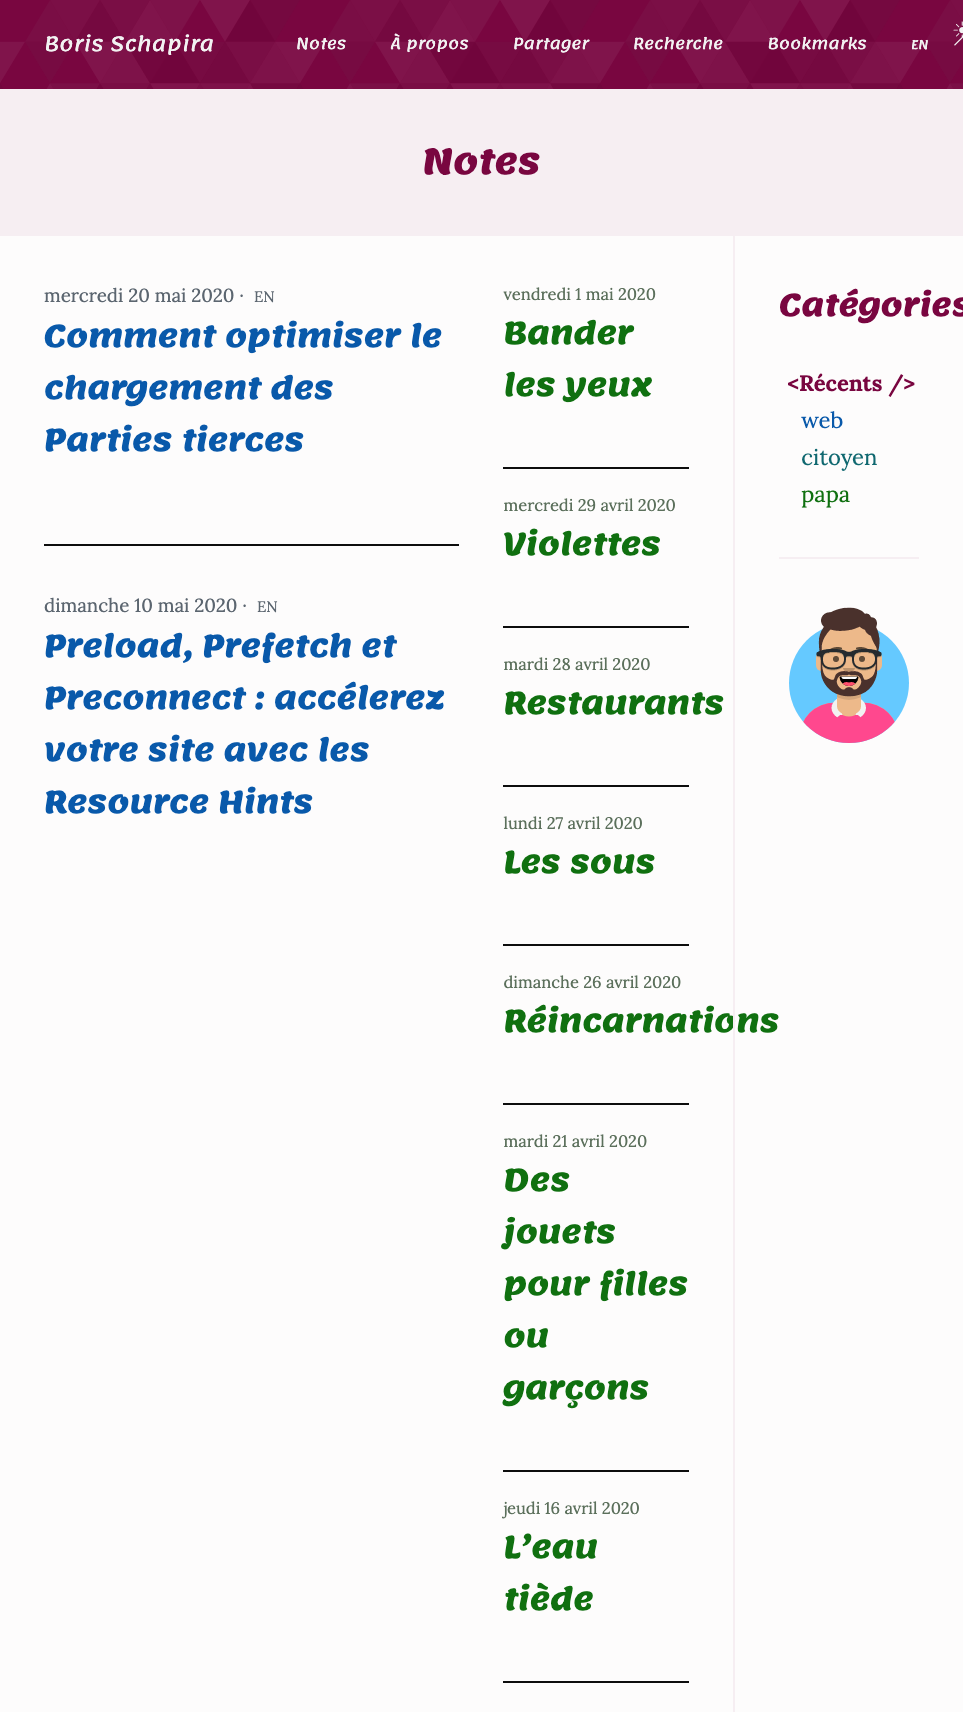 Boris Schapira
Notes
À propos
Partager
Recherche
Bookmarks
EN
Notes
mercredi 20 mai 2020 · EN
Comment optimiser le
chargement des
Parties tierces
dimanche 10 mai 2020 · EN
Preload, Prefetch et
Preconnect : accélerez
votre site avec les
Resource Hints
vendredi 1 mai 2020
Bander
les yeux
mercredi 29 avril 2020
Violettes
mardi 28 avril 2020
Restaurants
lundi 27 avril 2020
Les sous
dimanche 26 avril 2020
Réincarnations
mardi 21 avril 2020
Des
jouets
pour filles
ou
garçons
jeudi 16 avril 2020
L’eau
tiède
Catégories
<Récents />
web
citoyen
papa